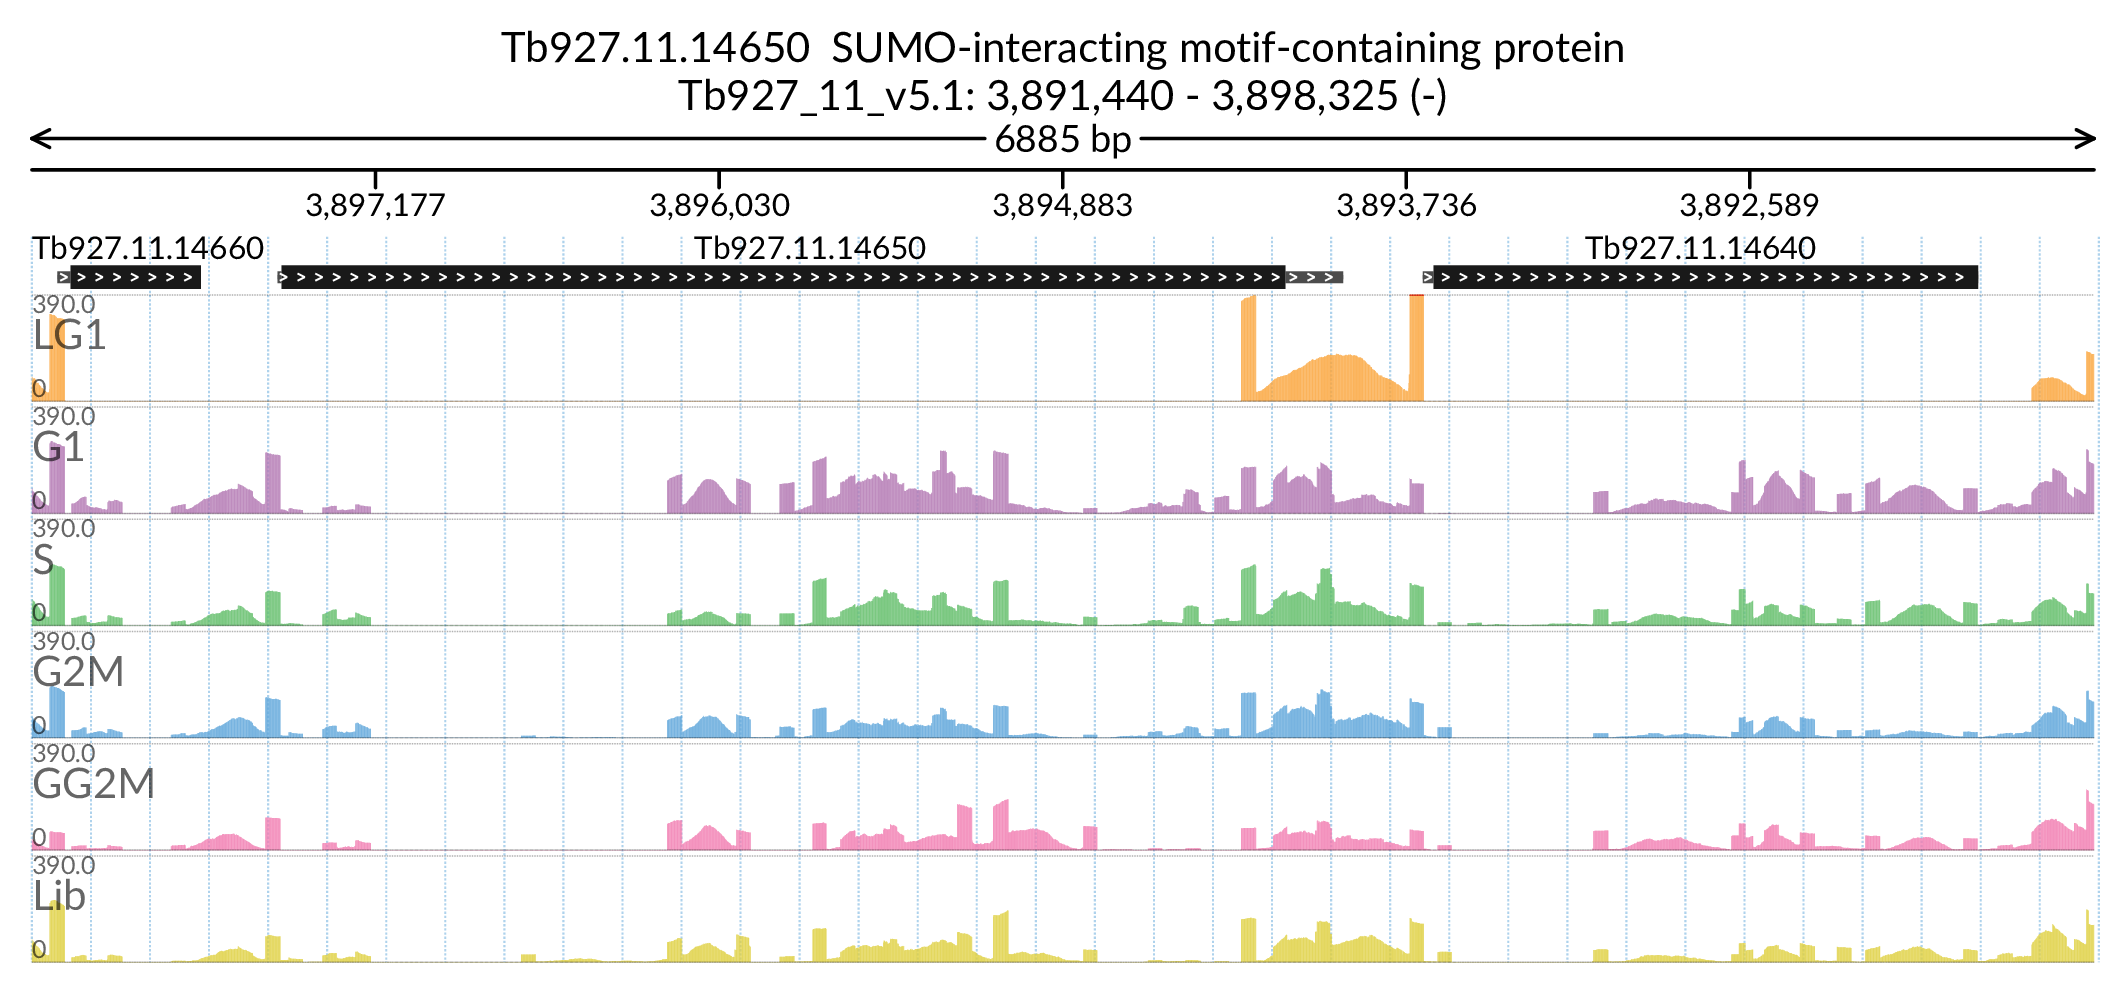 Tb927.11.14650  SUMO-interacting motif-containing protein
Tb927_11_v5.1: 3,891,440 - 3,898,325 (-)
6885 bp
3,897,177 3,896,030 3,894,883 3,893,736 3,892,589
Tb927.11.14660 Tb927.11.14650 Tb927.11.14640
390.0
LG1
0
390.0
G1
0
390.0
S
0
390.0
G2M
0
390.0
GG2M
0
390.0
Lib
0